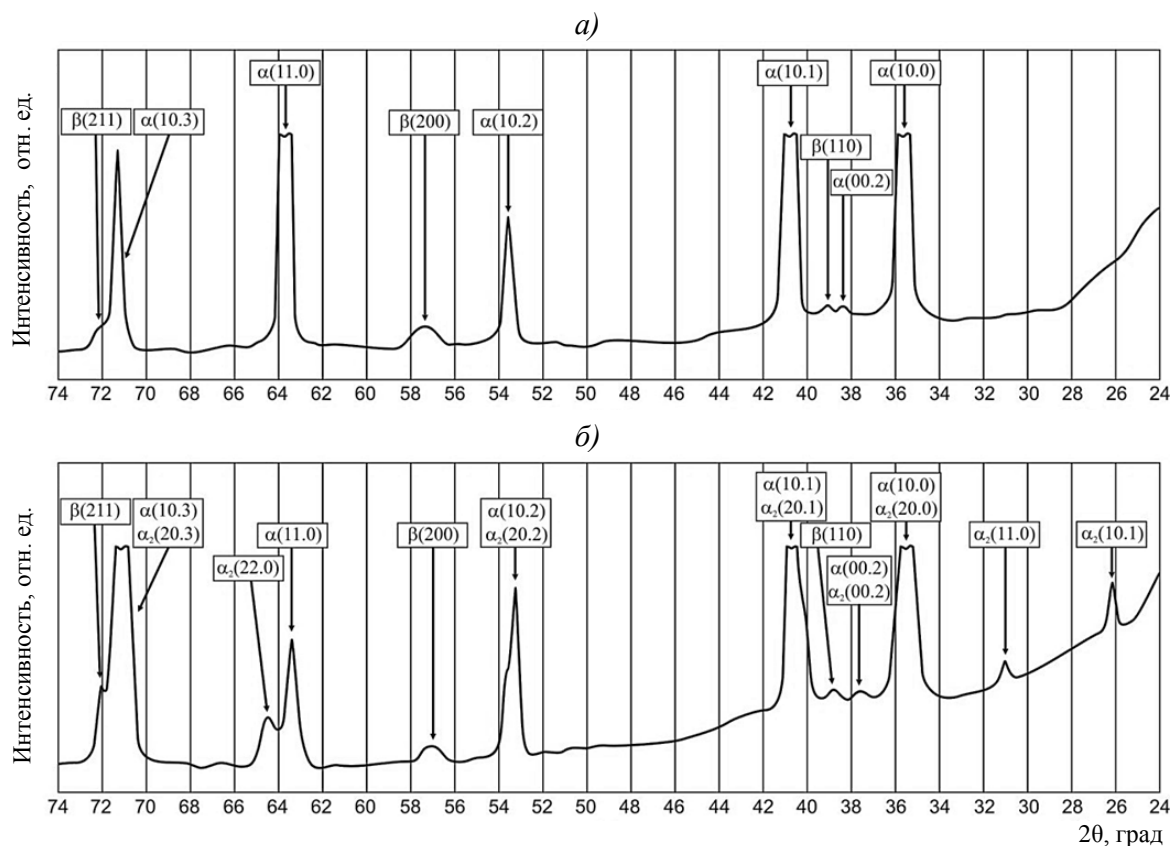 а)
Интенсивность, отн. ед.
α(11.0)
α(10.1)
α(10.0)
β(211)
α(10.3)
β(200)
α(10.2)
β(110)
α(00.2)
74 72 70 68 66 64 62 60 58 56 54 52 50 48 46 44 42 40 38 36 34 32 30 28 26 24
б)
Интенсивность, отн. ед.
β(211)
α(10.3)
α₂(20.3)
α₂(22.0)
α(11.0)
β(200)
α(10.2)
α₂(20.2)
α(10.1)
α₂(20.1)
β(110)
α(00.2)
α₂(00.2)
α(10.0)
α₂(20.0)
α₂(11.0)
α₂(10.1)
74 72 70 68 66 64 62 60 58 56 54 52 50 48 46 44 42 40 38 36 34 32 30 28 26 24
2θ, град